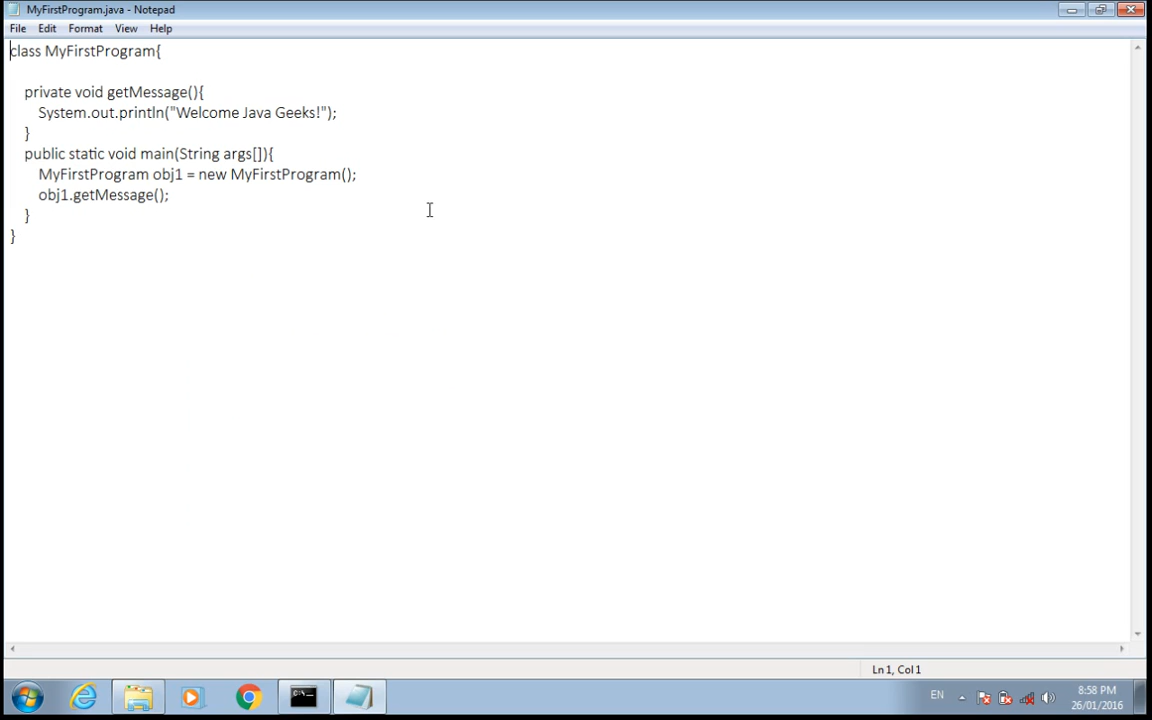 MyFirstProgram.java - Notepad
File Edit Format View Help
class MyFirstProgram{
private void getMessage(){
System.out.println("Welcome Java Geeks!");
}
public static void main(String args[]){
MyFirstProgram obj1 = new MyFirstProgram();
obj1.getMessage();
}
}
Ln 1, Col 1
C:\_
EN
8:58 PM
26/01/2016